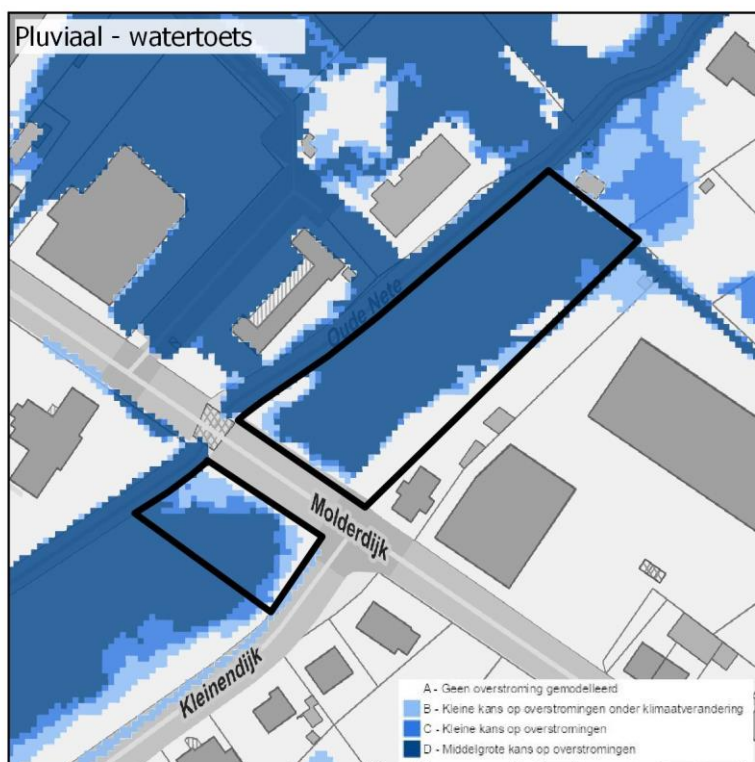 Pluviaal - watertoets
Oude Nete
Molderdijk
Kleinendijk
A - Geen overstroming gemodelleerd
B - Kleine kans op overstromingen onder klimaatverandering
C - Kleine kans op overstromingen
D - Middelgrote kans op overstromingen